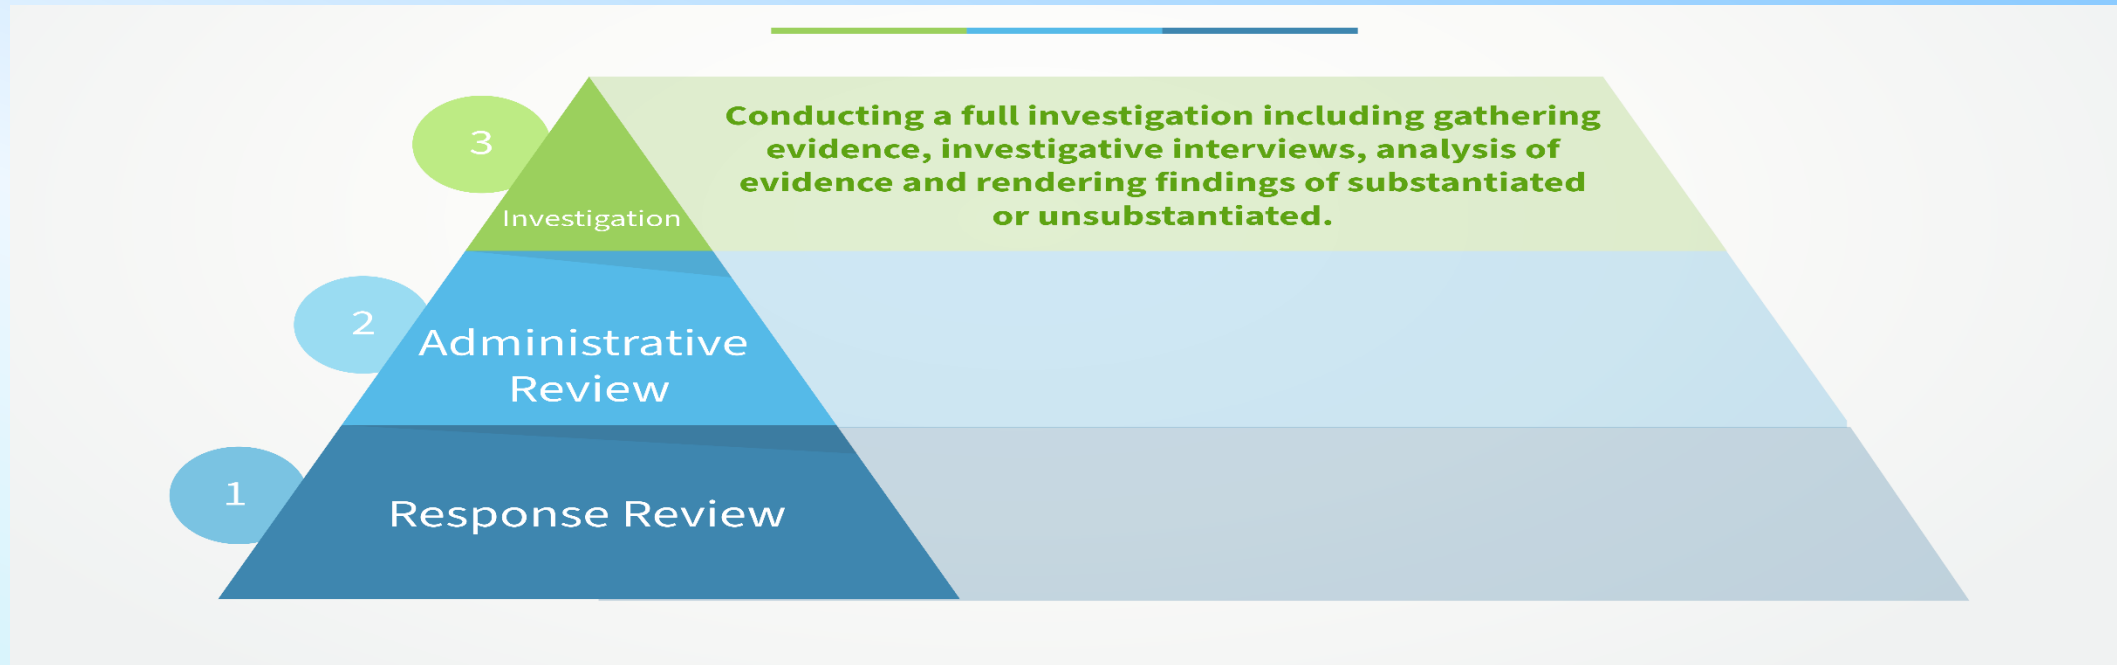 3
Conducting a full investigation including gathering
evidence, investigative interviews, analysis of
evidence and rendering findings of substantiated
or unsubstantiated.
Investigation
2
Administrative
Review
1
Response Review